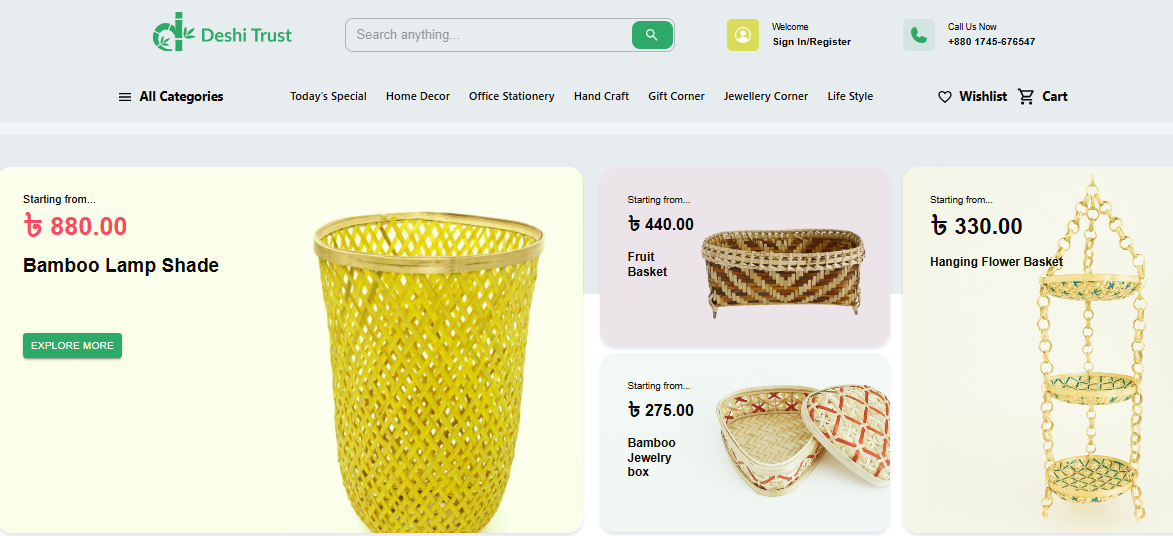 Deshi Trust
Search anything...
Welcome
Sign In/Register
Call Us Now
+880 1745-676547
All Categories
Today's Special
Home Decor
Office Stationery
Hand Craft
Gift Corner
Jewellery Corner
Life Style
Wishlist
Cart
Starting from...
৳ 880.00
Bamboo Lamp Shade
EXPLORE MORE
Starting from...
৳ 440.00
Fruit
Basket
Starting from...
৳ 275.00
Bamboo
Jewelry
box
Starting from...
৳ 330.00
Hanging Flower Basket